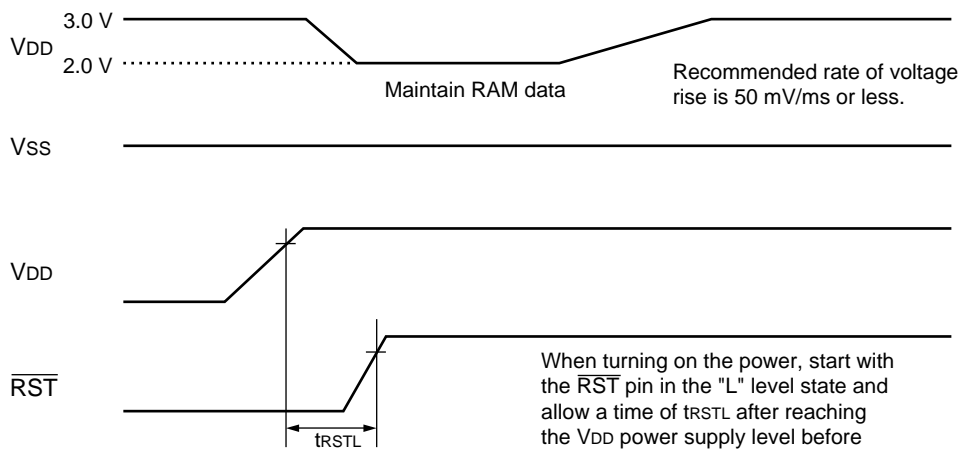 3.0 V
VDD
2.0 V
Maintain RAM data
Recommended rate of voltage
rise is 50 mV/ms or less.
VSS
VDD
RST
tRSTL
When turning on the power, start with
the RST pin in the "L" level state and
allow a time of tRSTL after reaching
the VDD power supply level before